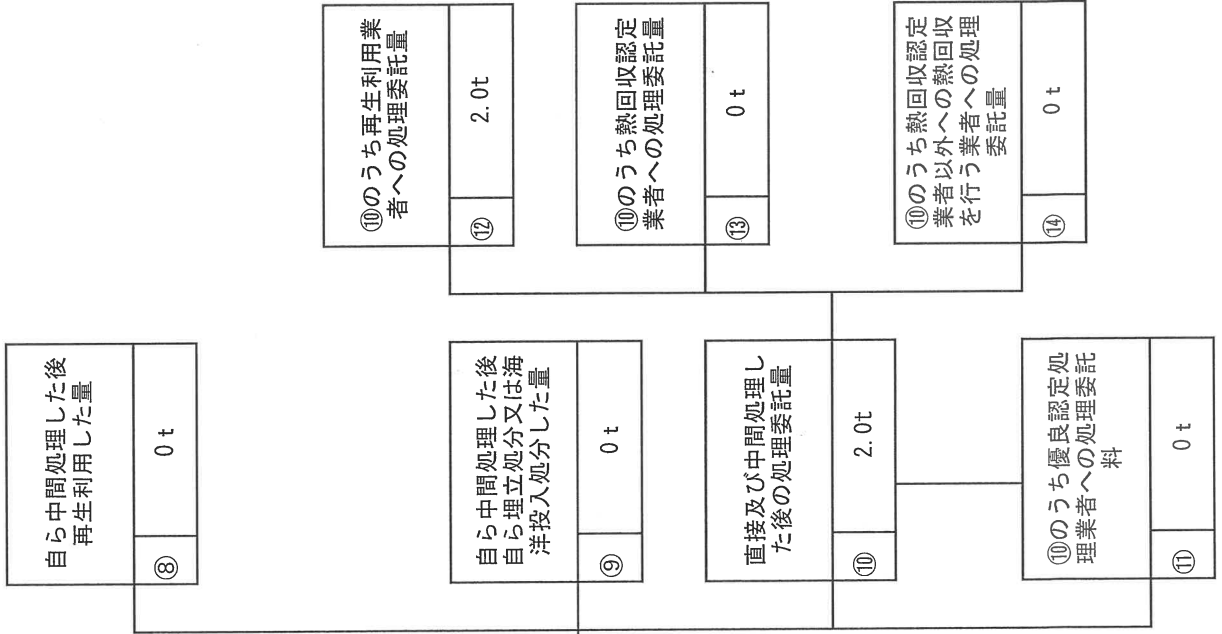 自ら中間処理した後
再生利用した量
⑧
0 t
自ら中間処理した後
自ら埋立処分又は海
洋投入処分した量
⑨
0 t
直接及び中間処理し
た後の処理委託量
⑩
2.0t
⑩のうち優良認定処
理業者への処理委託
料
⑪
0 t
⑩のうち再生利用業
者への処理委託量
⑫
2.0t
⑩のうち熱回収認定
業者への処理委託量
⑬
0 t
⑩のうち熱回収認定
業者以外への熱回収
を行う業者への処理
委託量
⑭
0 t